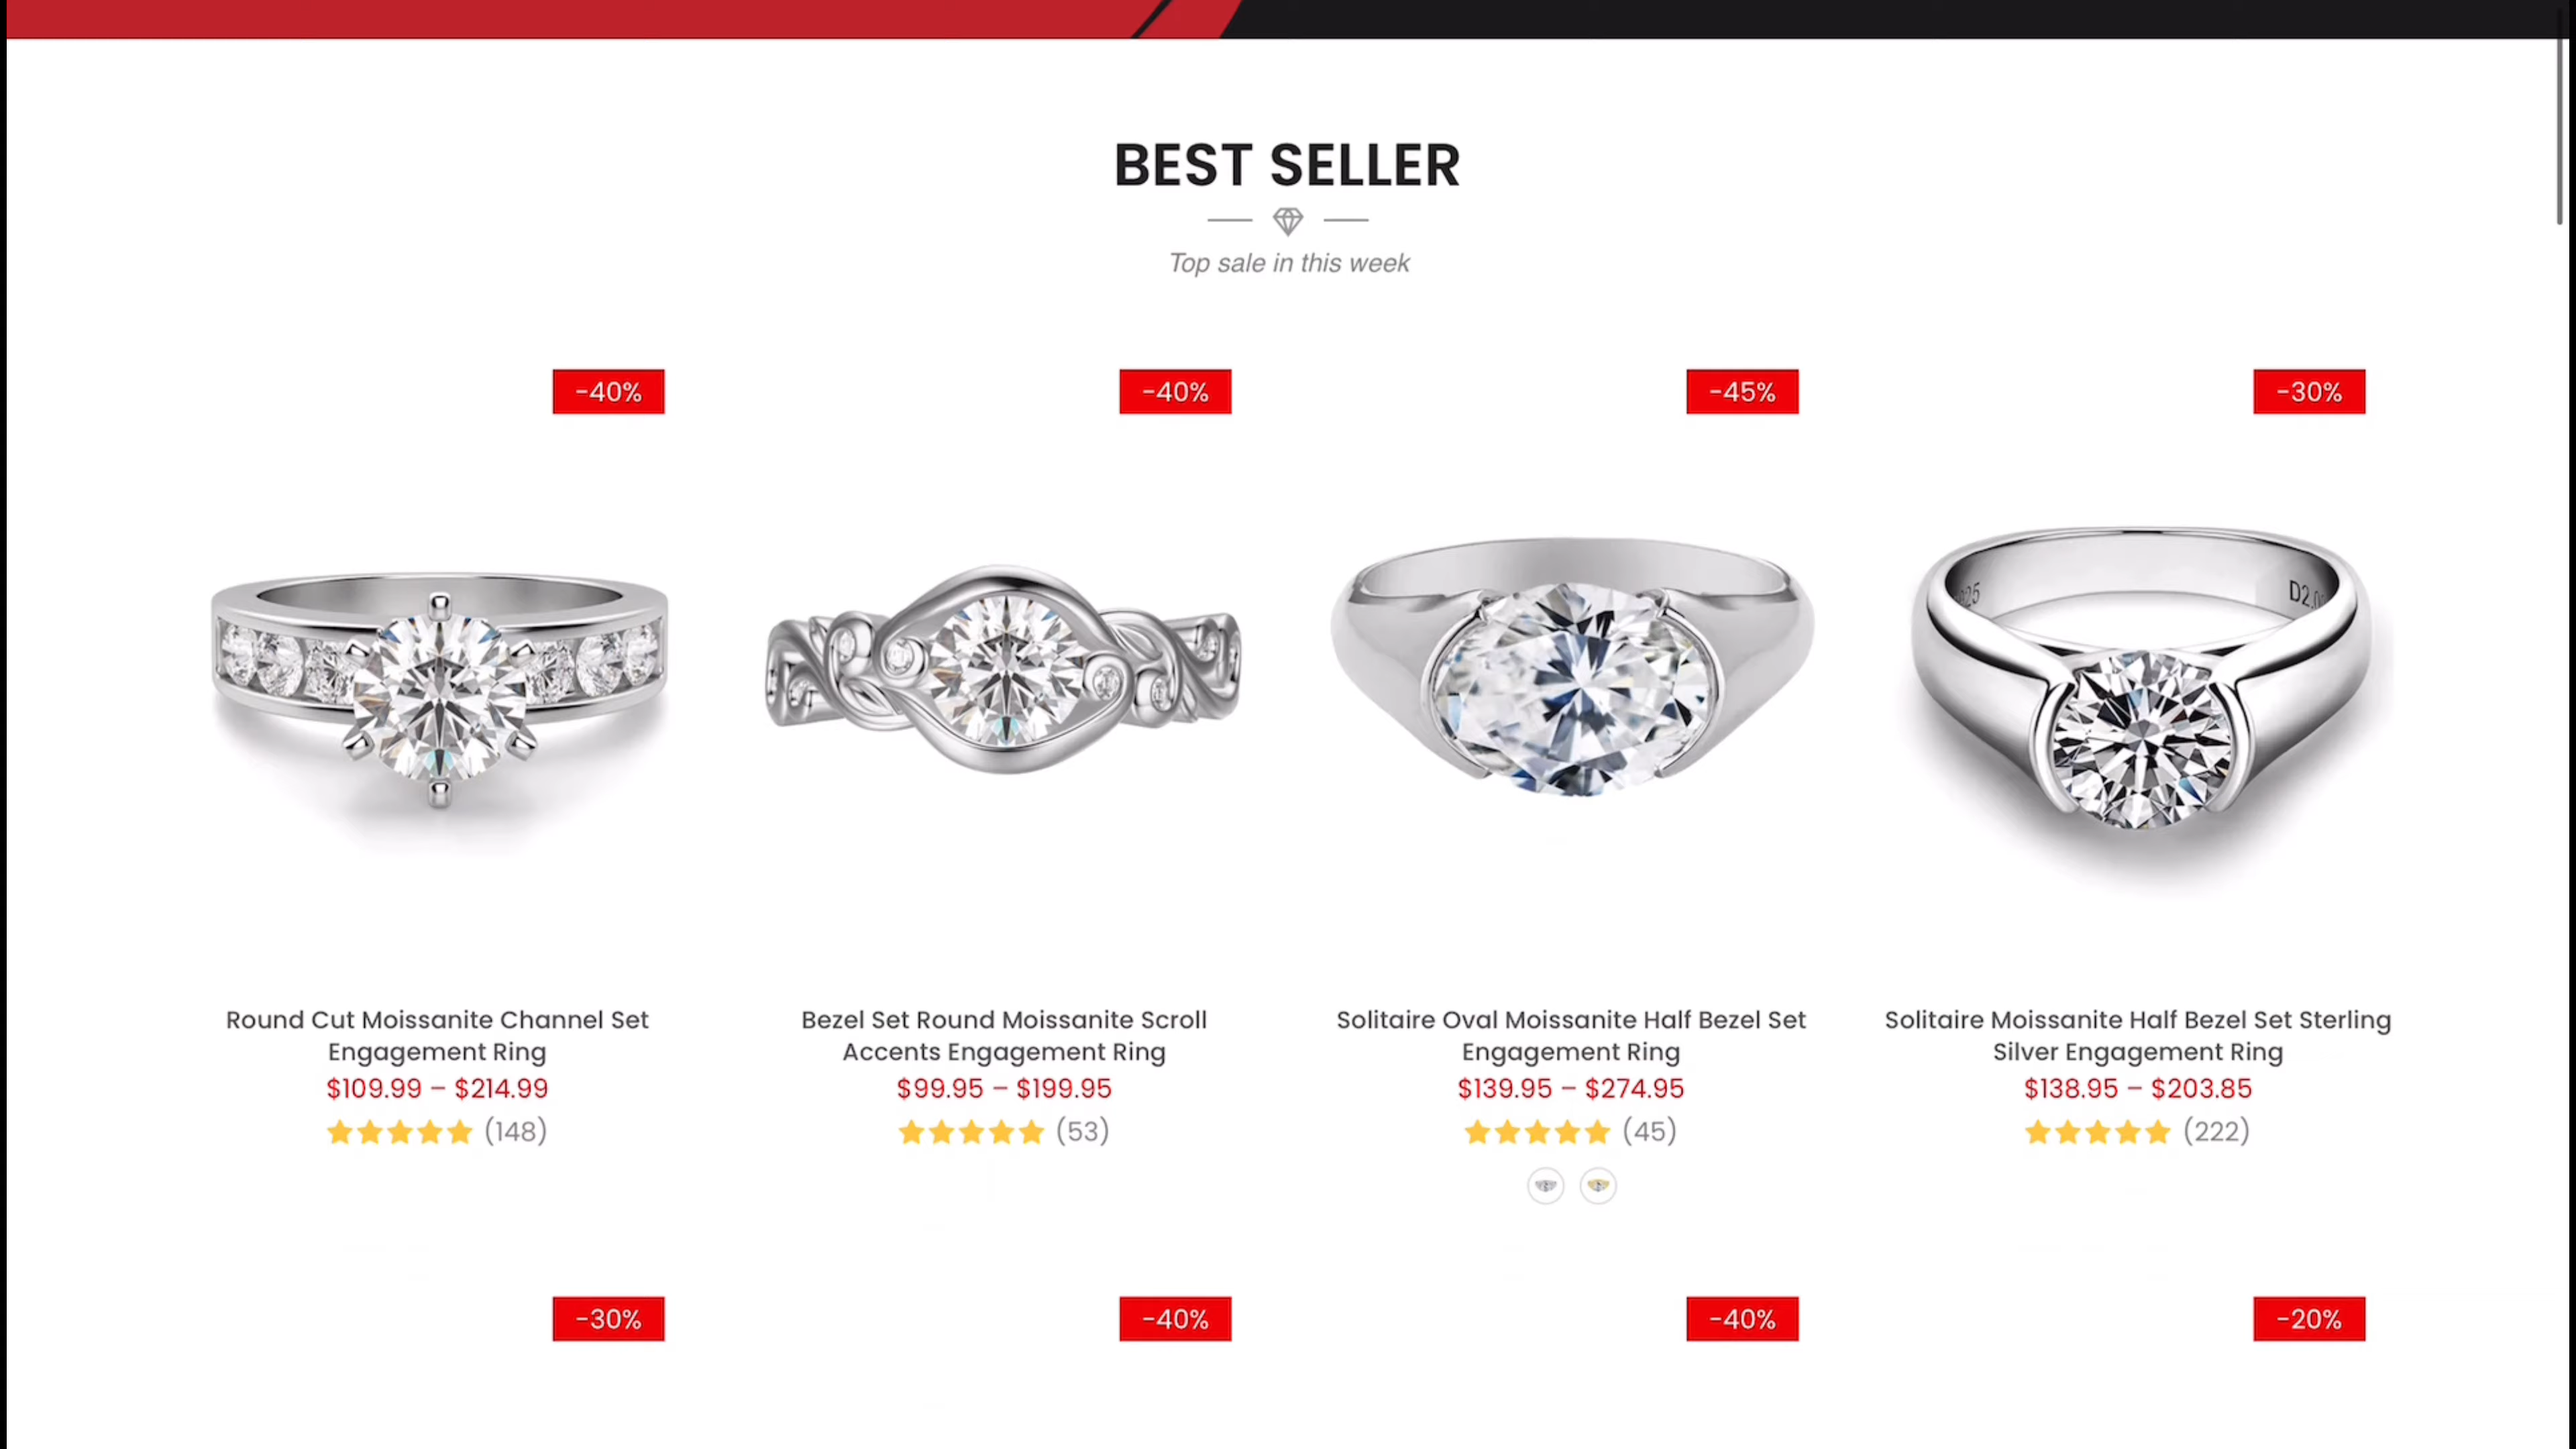 BEST SELLER
Top sale in this week
-40%
-40%
-45%
-30%
D2.0
Round Cut Moissanite Channel Set
Engagement Ring
$109.99 – $214.99
(148)
Bezel Set Round Moissanite Scroll
Accents Engagement Ring
$99.95 – $199.95
(53)
Solitaire Oval Moissanite Half Bezel Set
Engagement Ring
$139.95 – $274.95
(45)
Solitaire Moissanite Half Bezel Set Sterling
Silver Engagement Ring
$138.95 – $203.85
(222)
-30%
-40%
-40%
-20%